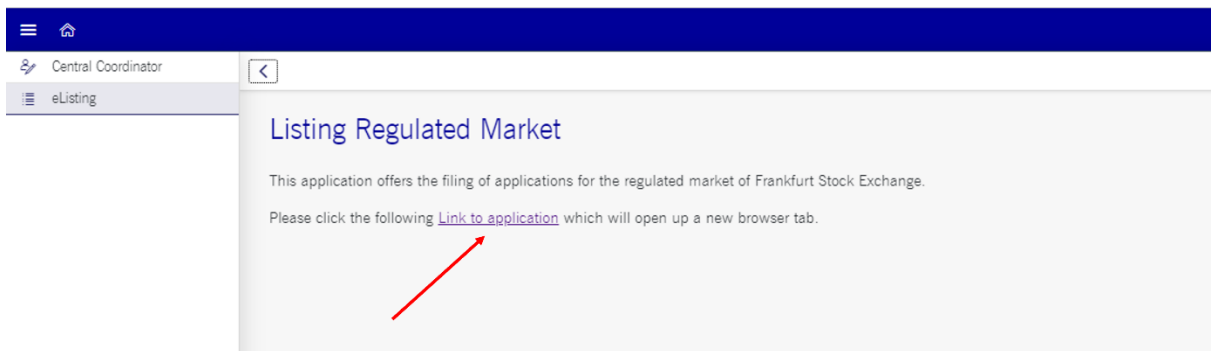 Central Coordinator
eListing
Listing Regulated Market
This application offers the filing of applications for the regulated market of Frankfurt Stock Exchange.
Please click the following Link to application which will open up a new browser tab.